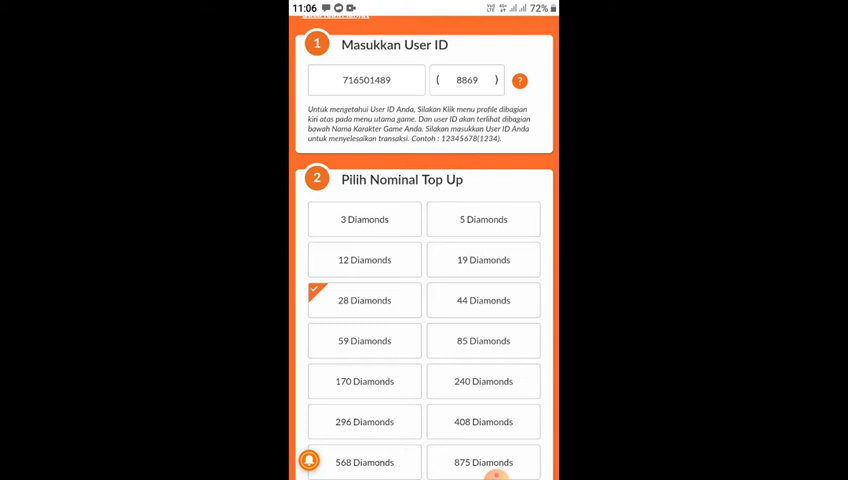 11:06
72%
1
Masukkan User ID
716501489
( 8869 )
?
Untuk mengetahui User ID Anda, Silakan Klik menu profile dibagian
kiri atas pada menu utama game. Dan user ID akan terlihat dibagian
bawah Nama Karakter Game Anda. Silakan masukkan User ID Anda
untuk menyelesaikan transaksi. Contoh : 12345678(1234).
2
Pilih Nominal Top Up
3 Diamonds
5 Diamonds
12 Diamonds
19 Diamonds
28 Diamonds
44 Diamonds
59 Diamonds
85 Diamonds
170 Diamonds
240 Diamonds
296 Diamonds
408 Diamonds
568 Diamonds
875 Diamonds